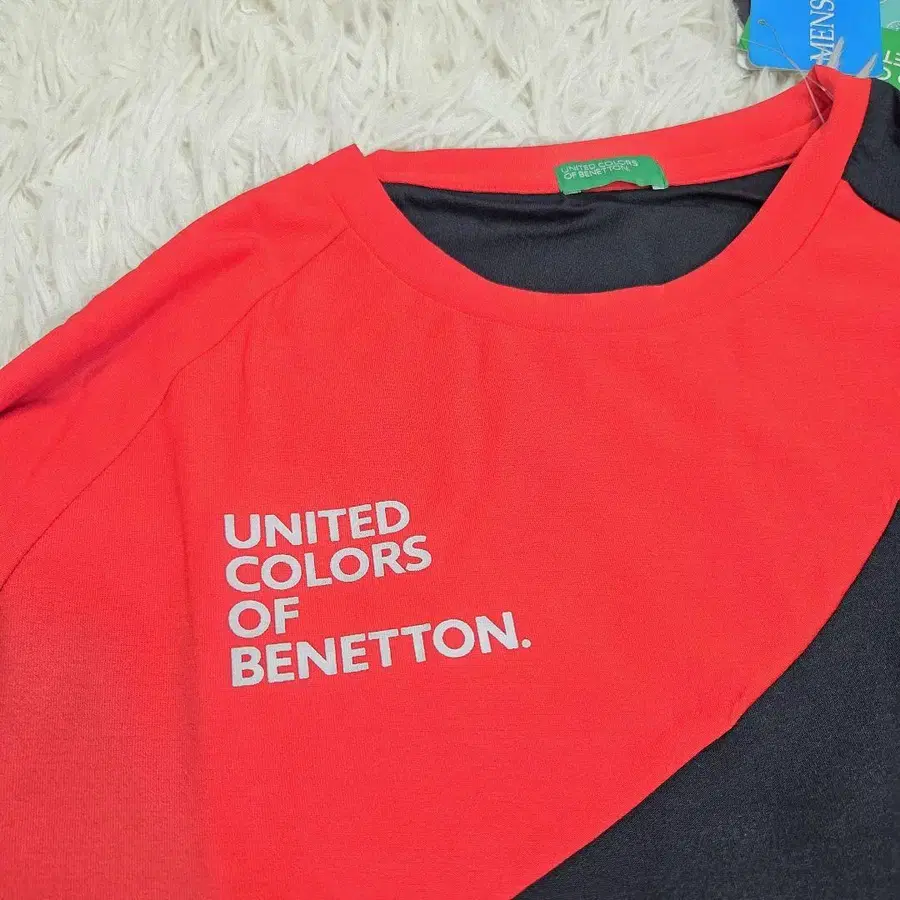 MENS
UNITED COLORS
OF BENETTON.
UNITED
COLORS
OF
BENETTON.